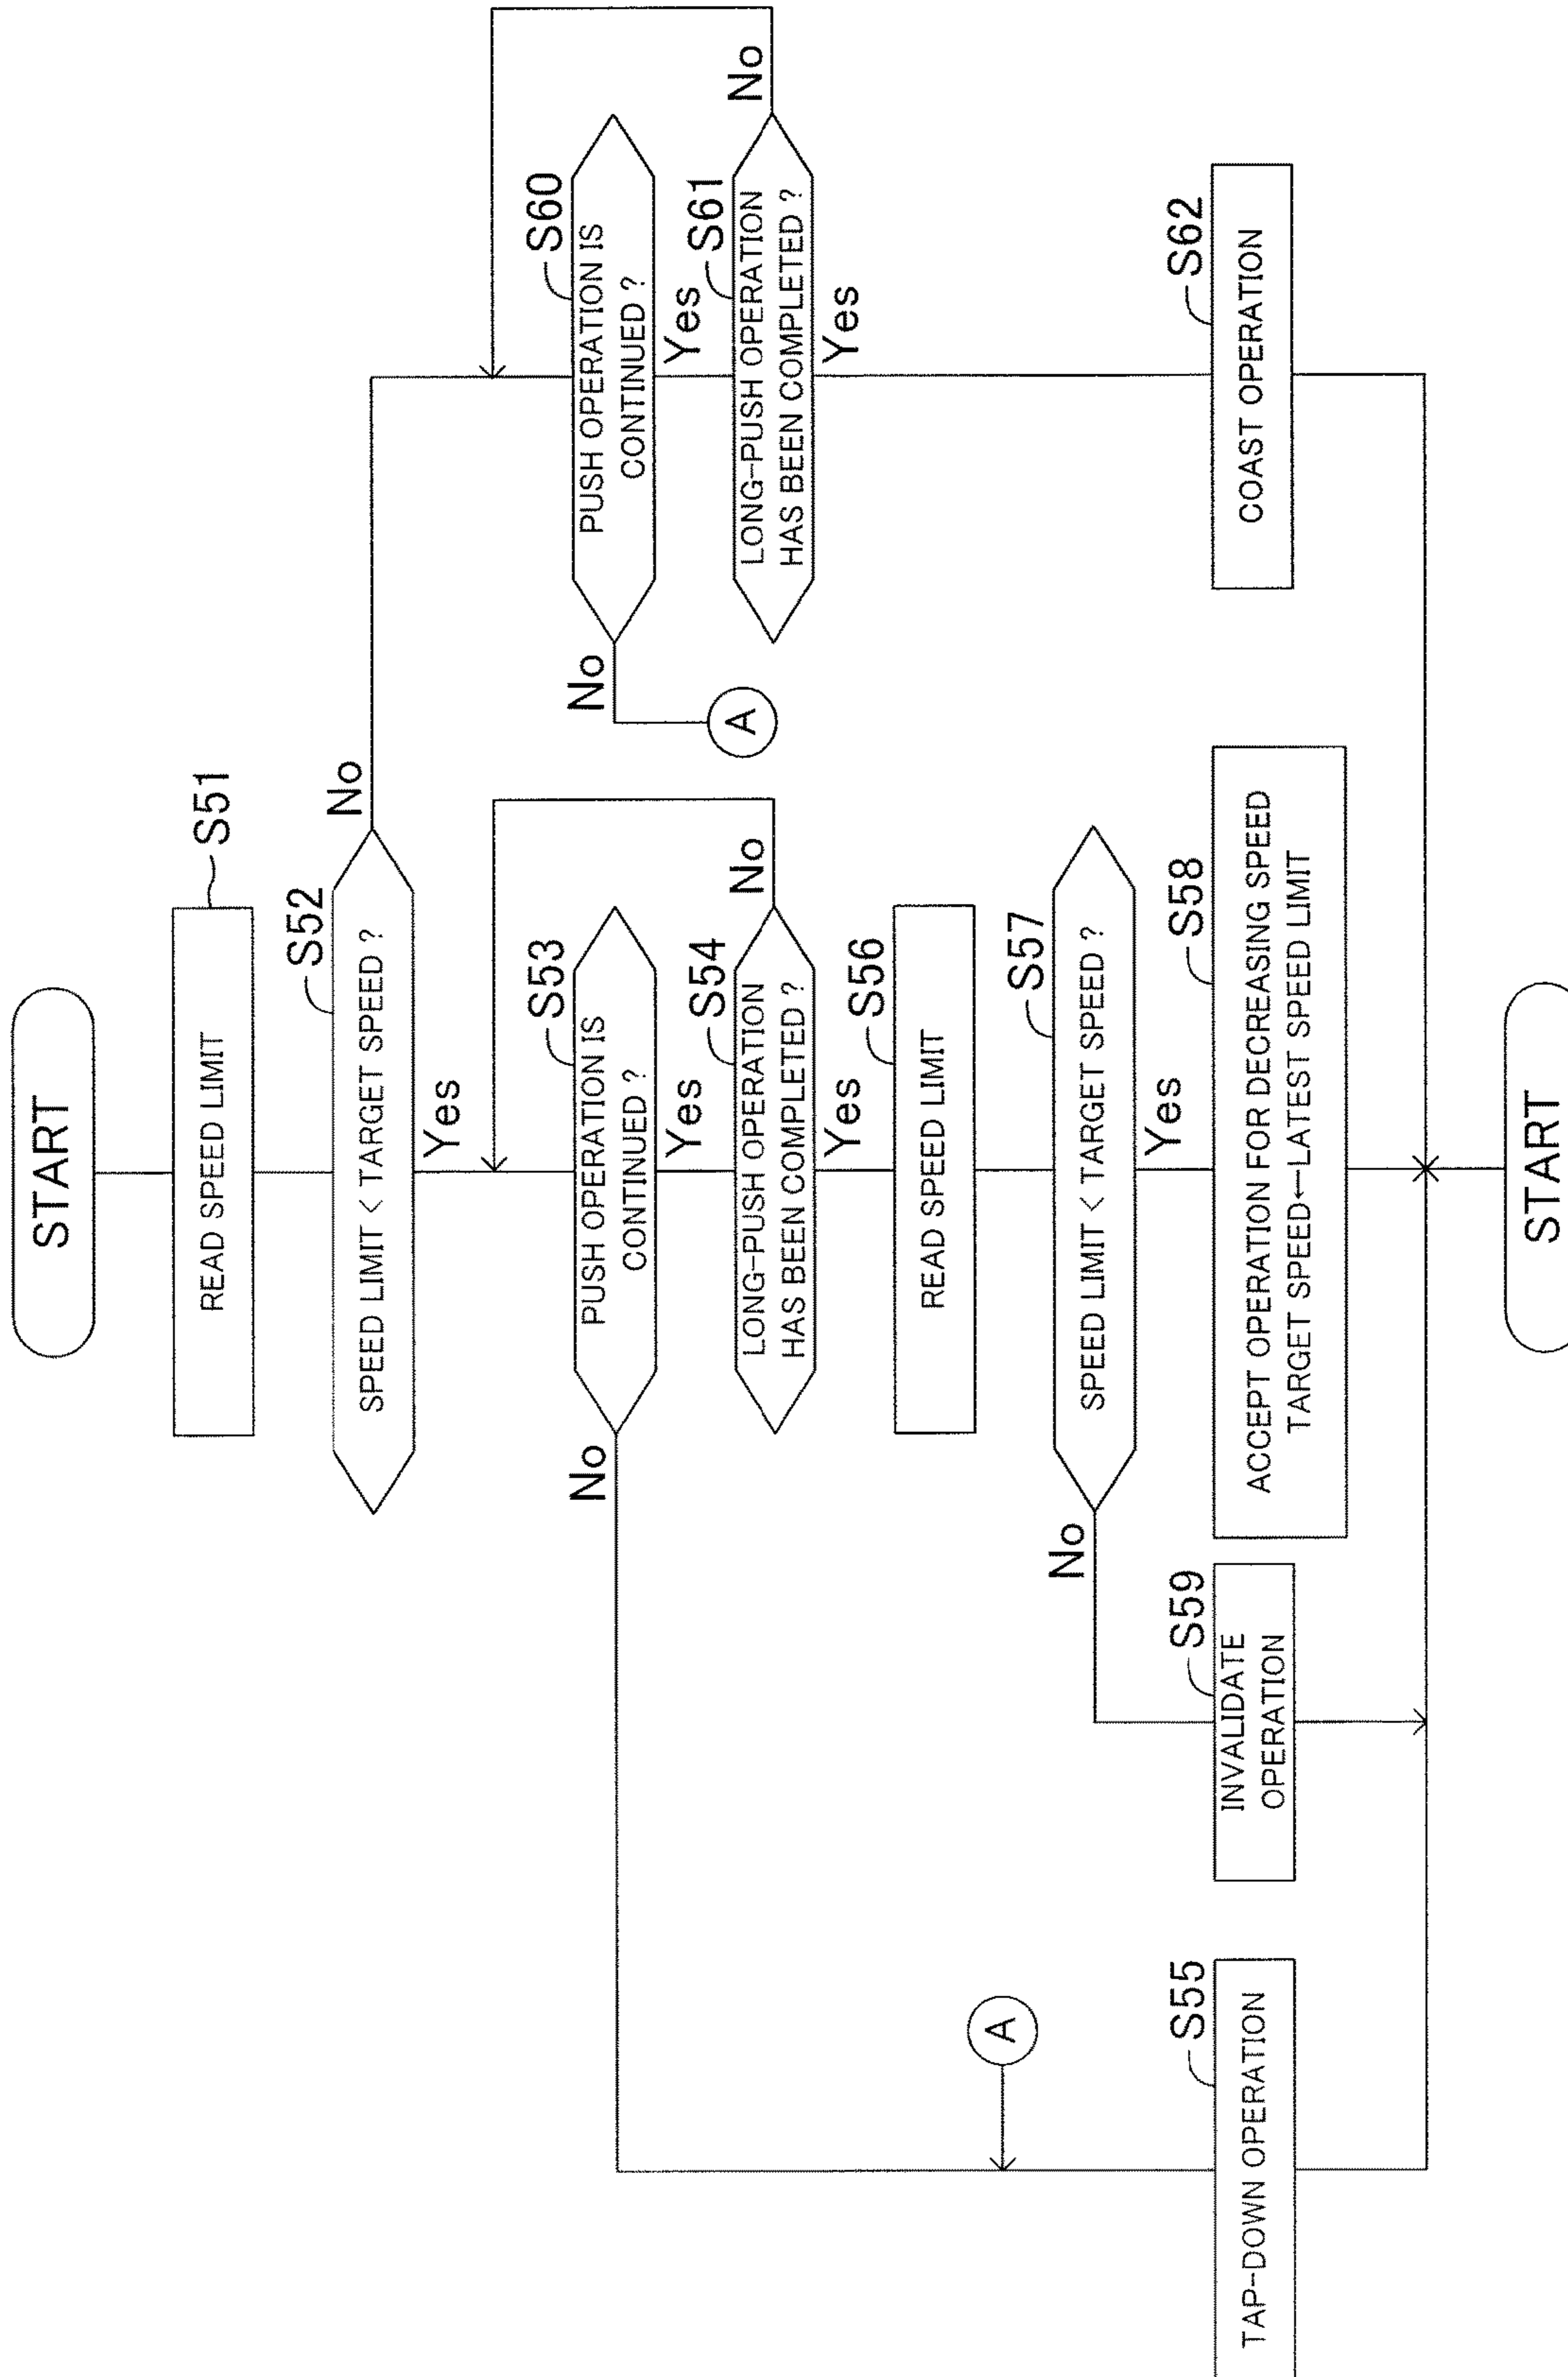 START
READ SPEED LIMIT
S51
SPEED LIMIT < TARGET SPEED ?
S52
No
Yes
PUSH OPERATION IS
CONTINUED ?
S53
No
Yes
LONG-PUSH OPERATION
HAS BEEN COMPLETED ?
S54
No
Yes
READ SPEED LIMIT
S56
SPEED LIMIT < TARGET SPEED ?
S57
No
Yes
ACCEPT OPERATION FOR DECREASING SPEED
TARGET SPEED←LATEST SPEED LIMIT
S58
INVALIDATE
OPERATION
S59
A
TAP-DOWN OPERATION
S55
PUSH OPERATION IS
CONTINUED ?
S60
No
A
Yes
LONG-PUSH OPERATION
HAS BEEN COMPLETED ?
S61
No
Yes
COAST OPERATION
S62
START